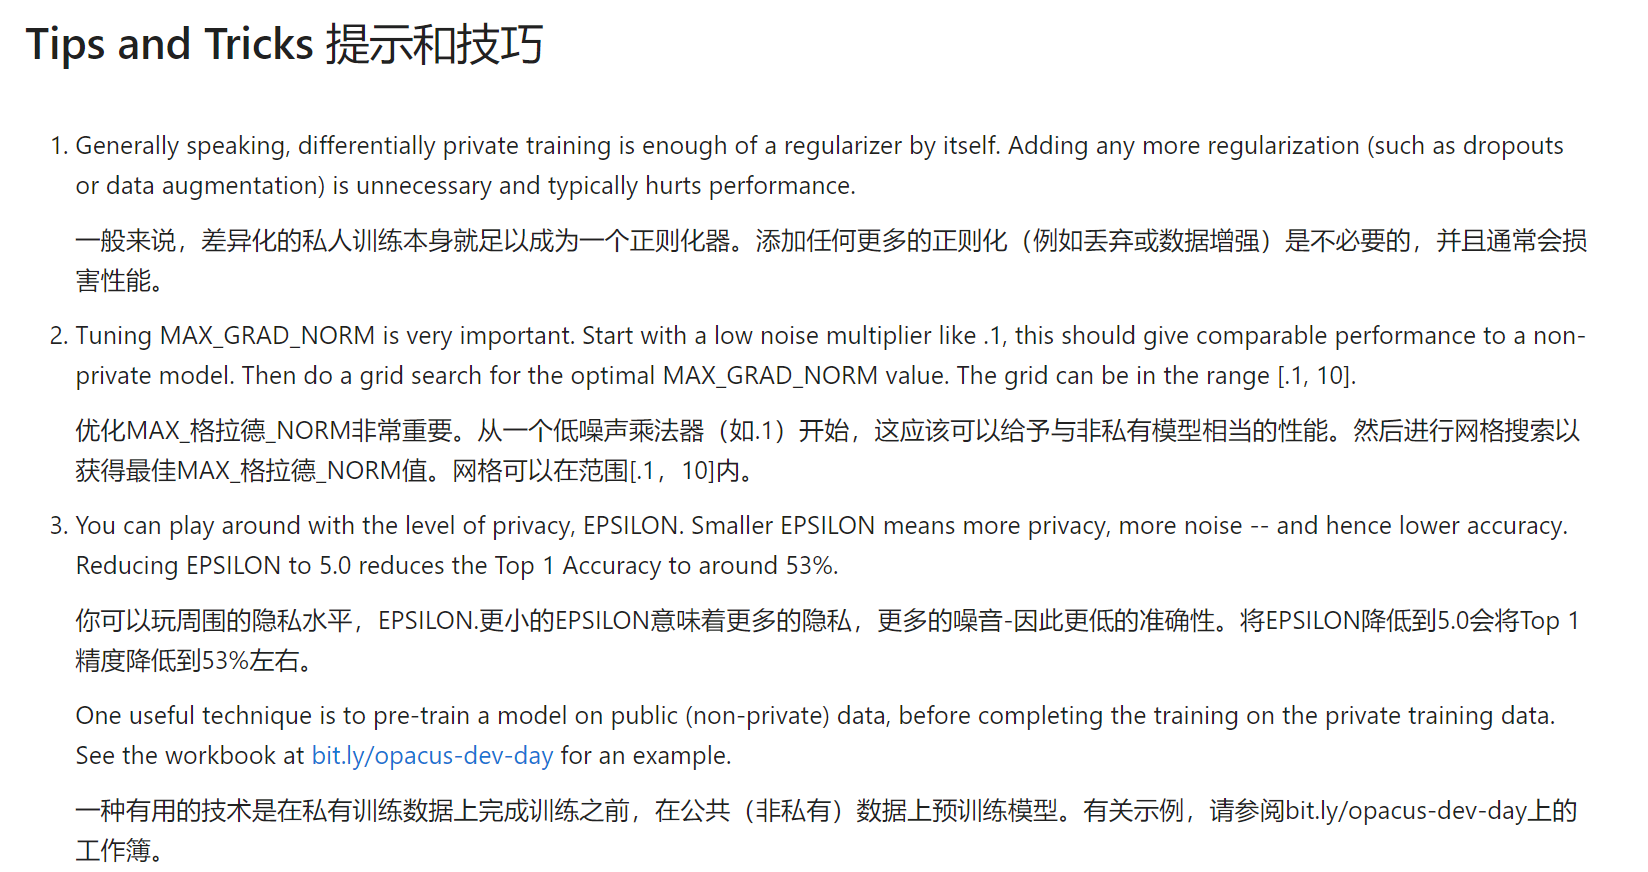 Tips and Tricks 提示和技巧
1. Generally speaking, differentially private training is enough of a regularizer by itself. Adding any more regularization (such as dropouts
or data augmentation) is unnecessary and typically hurts performance.
一般来说，差异化的私人训练本身就足以成为一个正则化器。添加任何更多的正则化（例如丢弃或数据增强）是不必要的，并且通常会损
害性能。
2. Tuning MAX_GRAD_NORM is very important. Start with a low noise multiplier like .1, this should give comparable performance to a non-
private model. Then do a grid search for the optimal MAX_GRAD_NORM value. The grid can be in the range [.1, 10].
优化MAX_格拉德_NORM非常重要。从一个低噪声乘法器（如.1）开始，这应该可以给予与非私有模型相当的性能。然后进行网格搜索以
获得最佳MAX_格拉德_NORM值。网格可以在范围[.1，10]内。
3. You can play around with the level of privacy, EPSILON. Smaller EPSILON means more privacy, more noise -- and hence lower accuracy.
Reducing EPSILON to 5.0 reduces the Top 1 Accuracy to around 53%.
你可以玩周围的隐私水平，EPSILON.更小的EPSILON意味着更多的隐私，更多的噪音-因此更低的准确性。将EPSILON降低到5.0会将Top 1
精度降低到53%左右。
One useful technique is to pre-train a model on public (non-private) data, before completing the training on the private training data.
See the workbook at bit.ly/opacus-dev-day for an example.
一种有用的技术是在私有训练数据上完成训练之前，在公共（非私有）数据上预训练模型。有关示例，请参阅bit.ly/opacus-dev-day上的
工作簿。